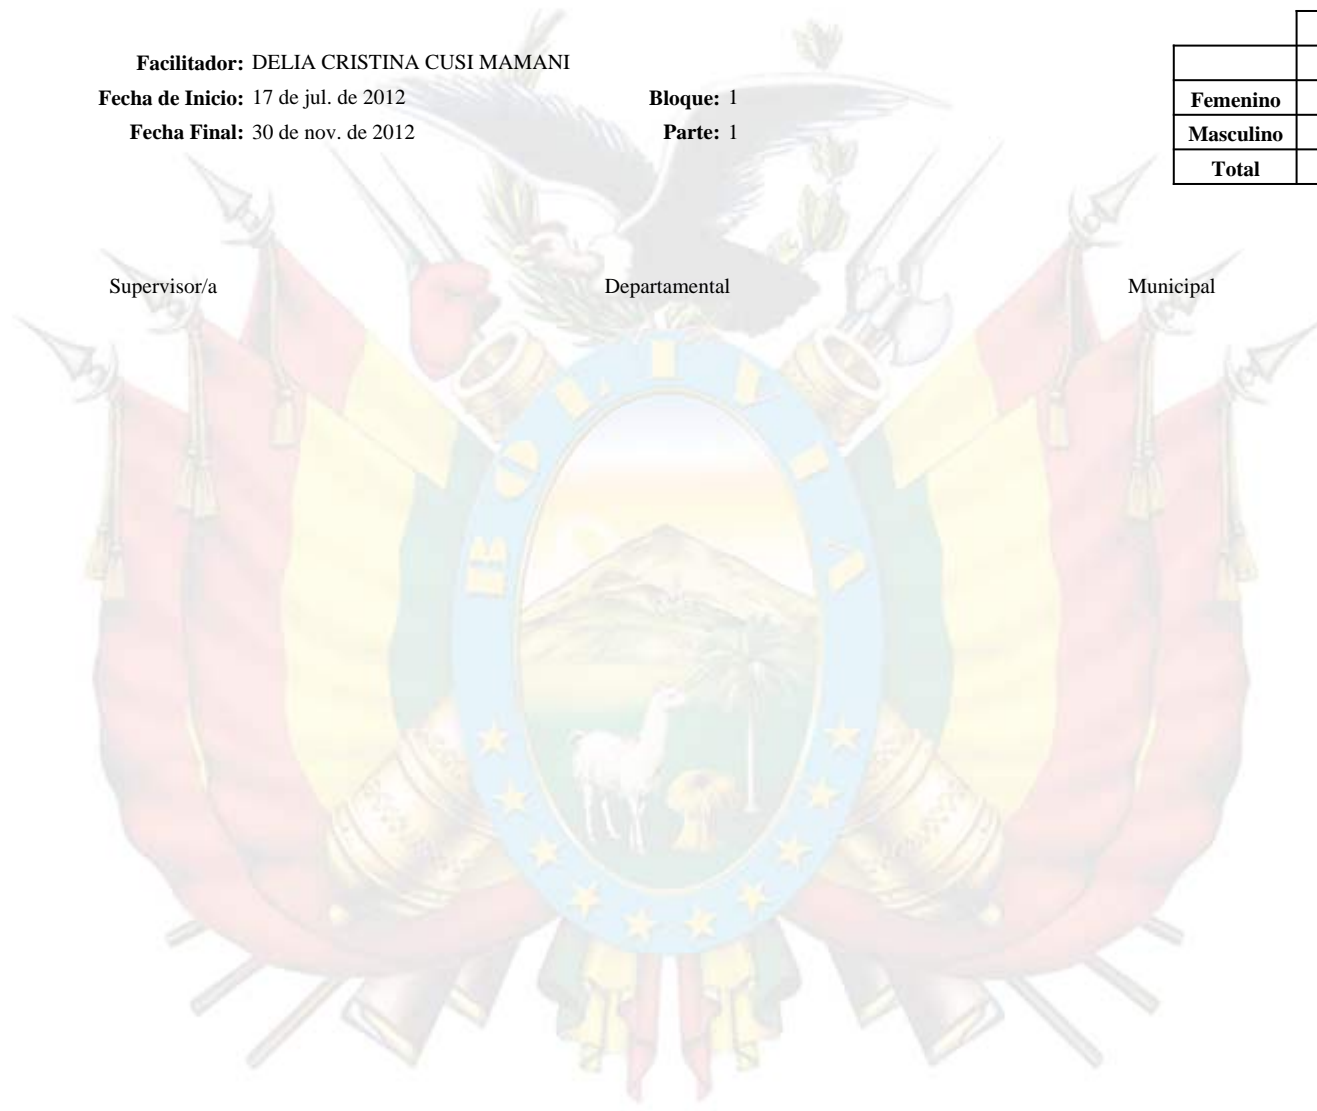 Facilitador: DELIA CRISTINA CUSI MAMANI
Fecha de Inicio: 17 de jul. de 2012 Bloque: 1
Fecha Final: 30 de nov. de 2012 Parte: 1
Femenino
Masculino
Total
Supervisor/a Departamental Municipal
BOLIVIA